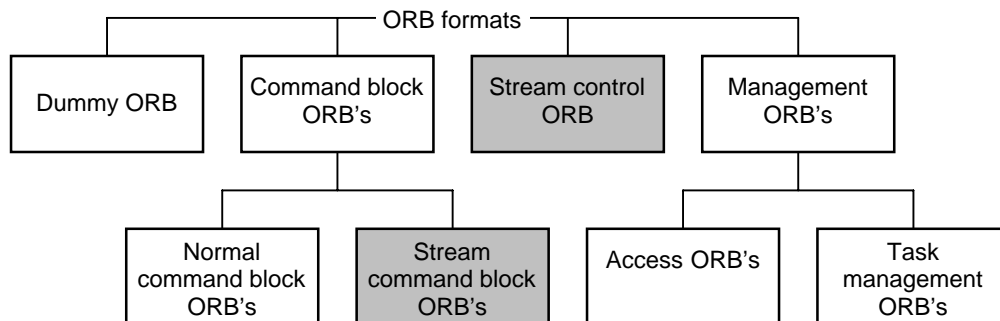 ORB formats
Dummy ORB
Command block
ORB's
Stream control
ORB
Management
ORB's
Normal
command block
ORB's
Stream
command block
ORB's
Access ORB's
Task
management
ORB's